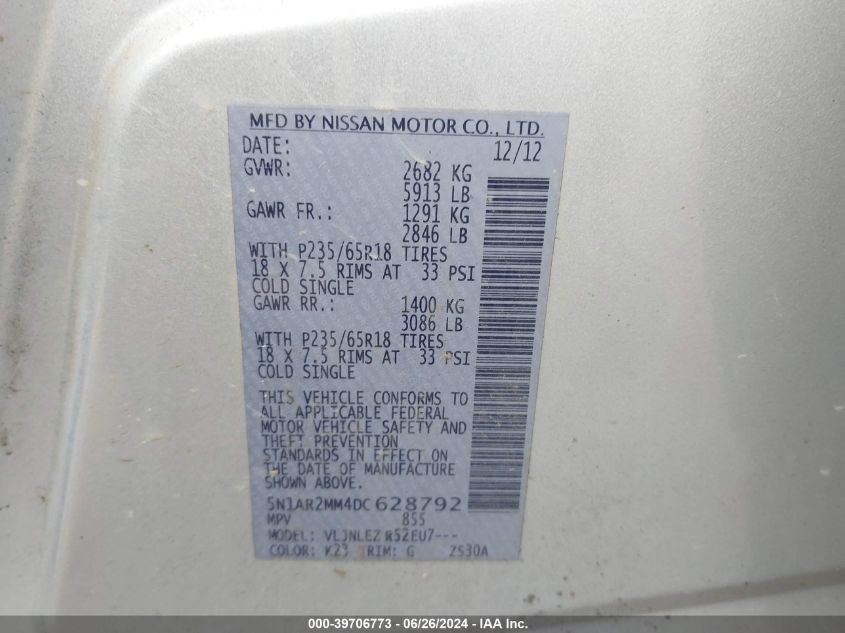 MFD BY NISSAN MOTOR CO., LTD.
DATE: 12/12
GVWR: 2682 KG
5913 LB
GAWR FR.: 1291 KG
2846 LB
WITH P235/65R18 TIRES
18 X 7.5 RIMS AT 33 PSI
COLD SINGLE
GAWR RR.: 1400 KG
3086 LB
WITH P235/65R18 TIRES
18 X 7.5 RIMS AT 33 PSI
COLD SINGLE
THIS VEHICLE CONFORMS TO
ALL APPLICABLE FEDERAL
MOTOR VEHICLE SAFETY AND
THEFT PREVENTION
STANDARDS IN EFFECT ON
THE DATE OF MANUFACTURE
SHOWN ABOVE.
5N1AR2MM4DC628792
MPV 855
MODEL: VLJNLEZ R52EU7---
COLOR: K23 TRIM: G ZS30A
000-39706773 - 06/26/2024 - IAA Inc.